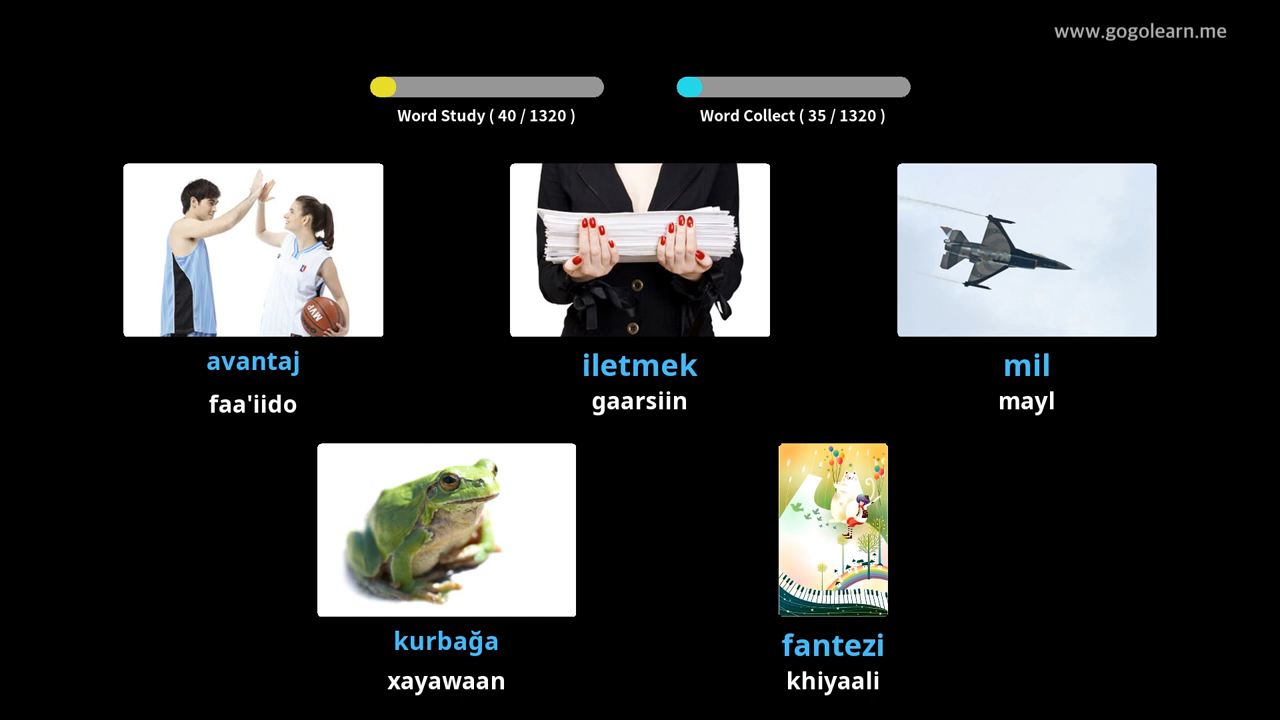 www.gogolearn.me
Word Study ( 40 / 1320 )
Word Collect ( 35 / 1320 )
avantaj
faa'iido
iletmek
gaarsiin
mil
mayl
kurbağa
xayawaan
fantezi
khiyaali